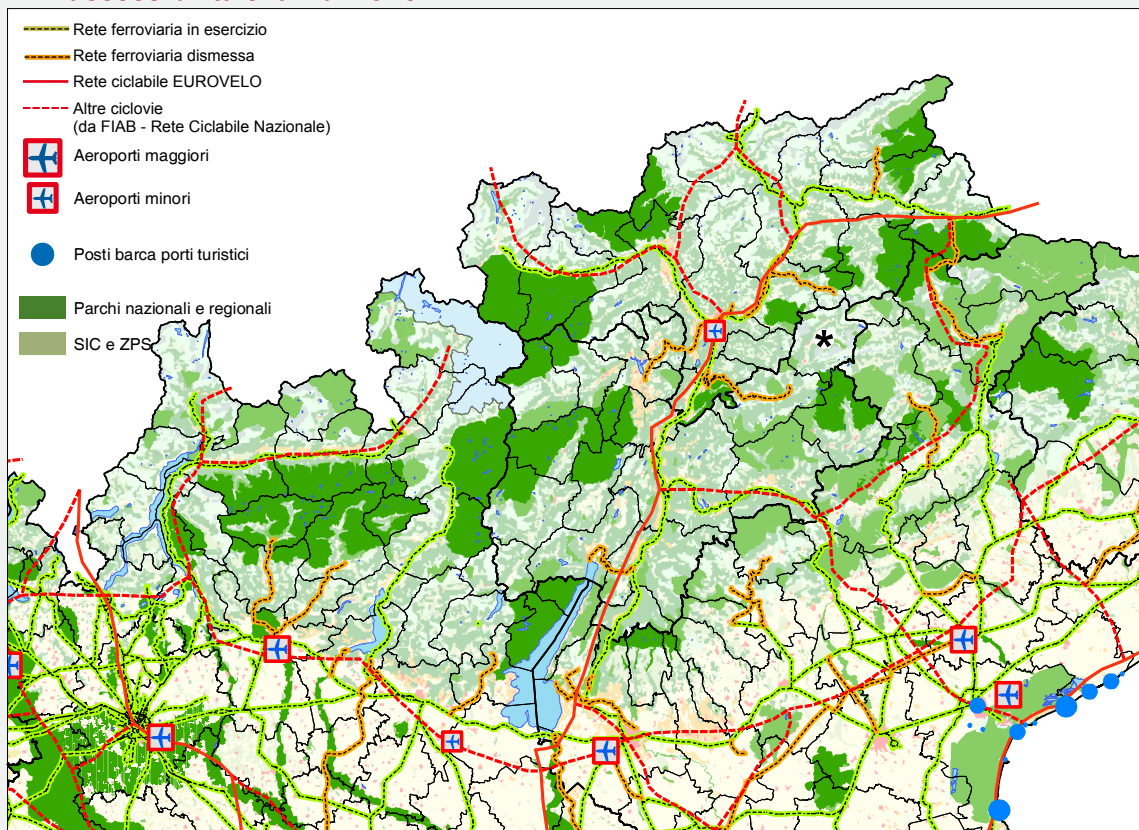 Rete ferroviaria in esercizio
Rete ferroviaria dismessa
Rete ciclabile EUROVELO
Altre ciclovie
(da FIAB - Rete Ciclabile Nazionale)
Aeroporti maggiori
Aeroporti minori
Posti barca porti turistici
Parchi nazionali e regionali
SIC e ZPS
*